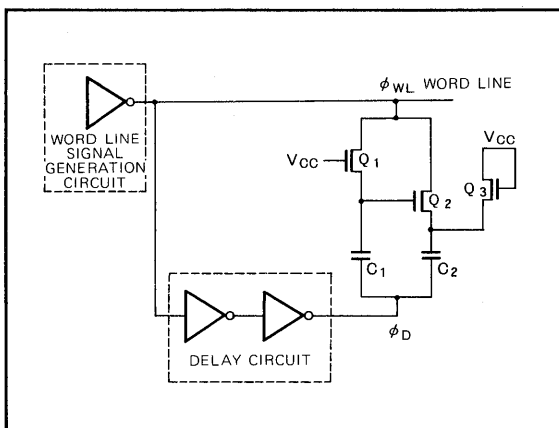 φWL WORD LINE
WORD LINE
SIGNAL
GENERATION
CIRCUIT
VCC
Q1
Q2
VCC
Q3
C1
C2
φD
DELAY CIRCUIT